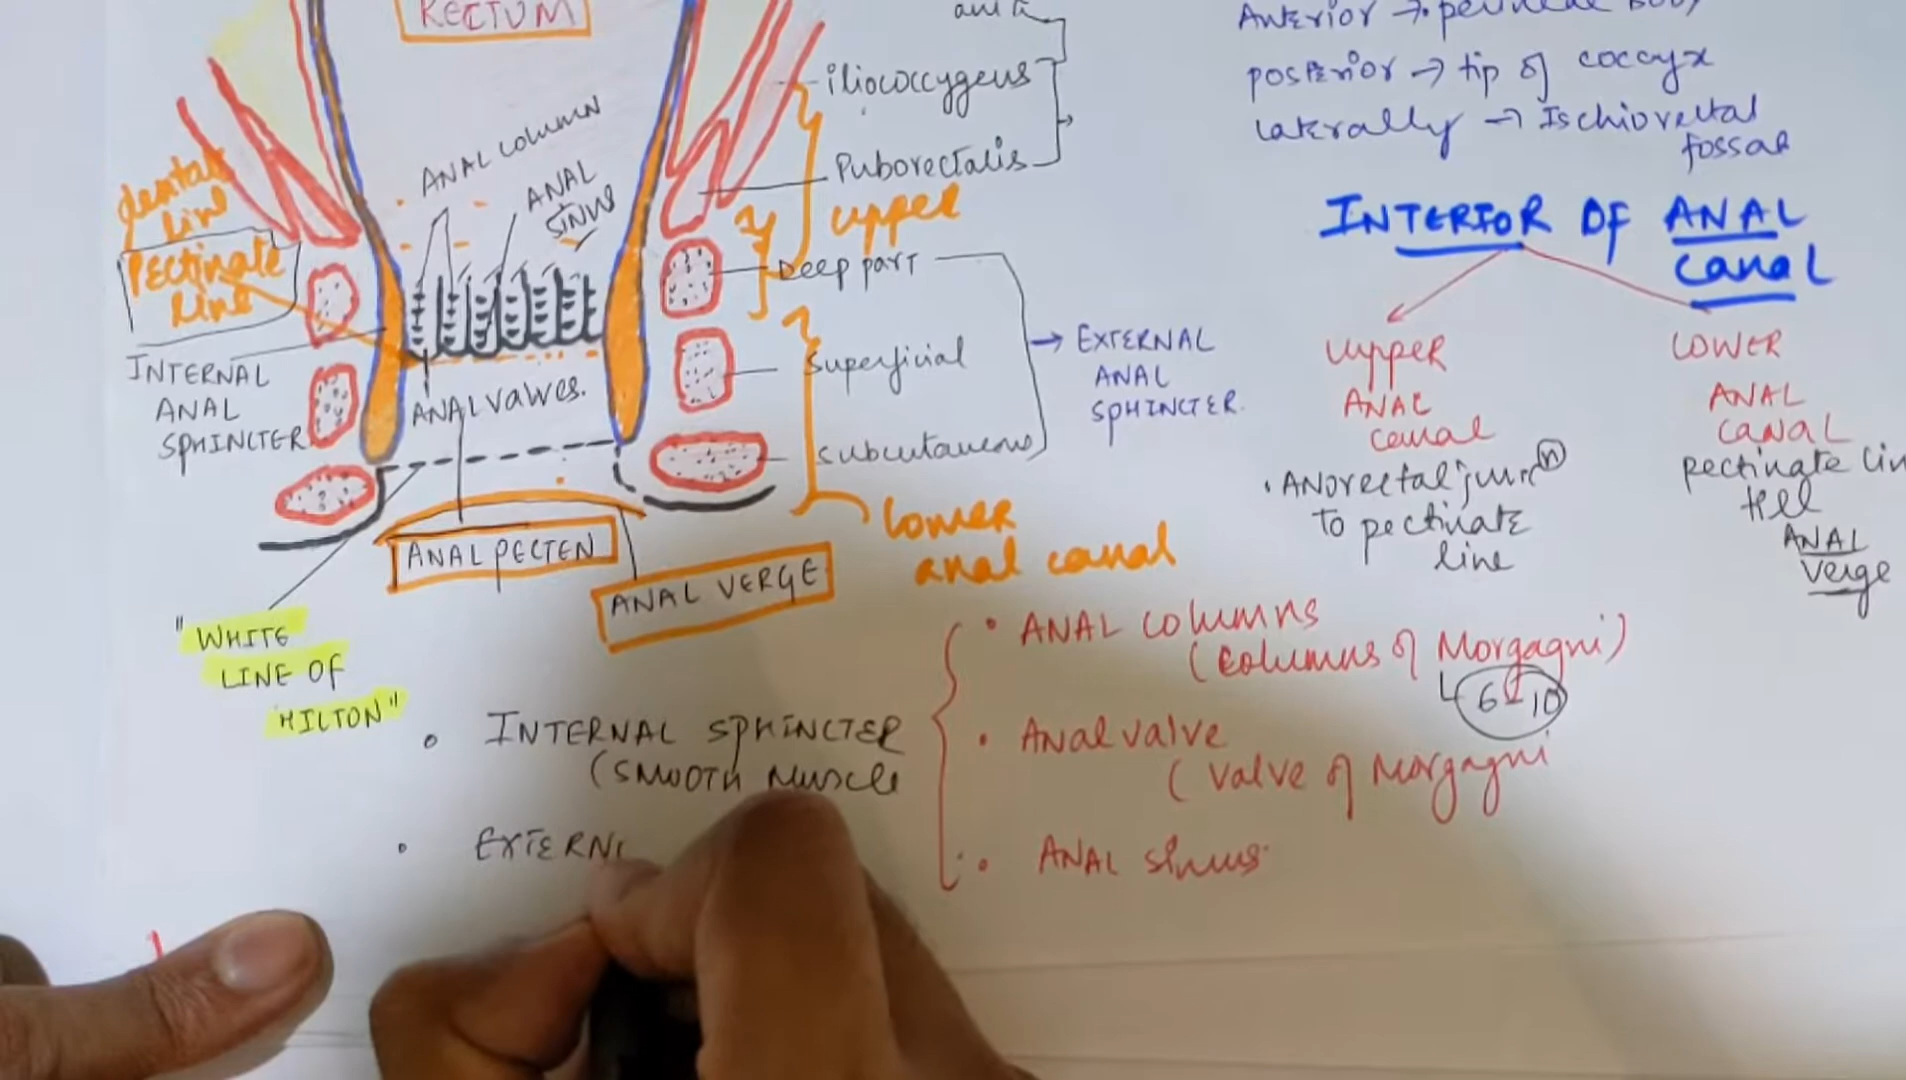 RECTUM
iliococcygeus
Puborectalis
upper
ANAL COLUMN
ANAL
SINUS
line
Pectinate
line
Deep part
Superficial
Subcutaneous
EXTERNAL
ANAL
SPHINCTER.
INTERNAL
ANAL
SPHINCTER
ANAL VALVES.
ANAL PECTEN
ANAL VERGE
lower
anal canal
"WHITE
LINE OF
HILTON"
• INTERNAL SPHINCTER
(SMOOTH Muscle
• EXTERN
Anterior → perineal Body
posterior → tip of coccyx
laterally → Ischiorectal
fossae
INTERIOR OF ANAL
CANAL
Upper
ANAL
canal
• Anorectal junc(n)
to pectinate
line
LOWER
ANAL
CANAL
pectinate lin
till
ANAL
verge
• ANAL columns
(columns of Morgagni)
↳ 6-10
• Anal valve
(valve of Morgagni
• ANAL sinus